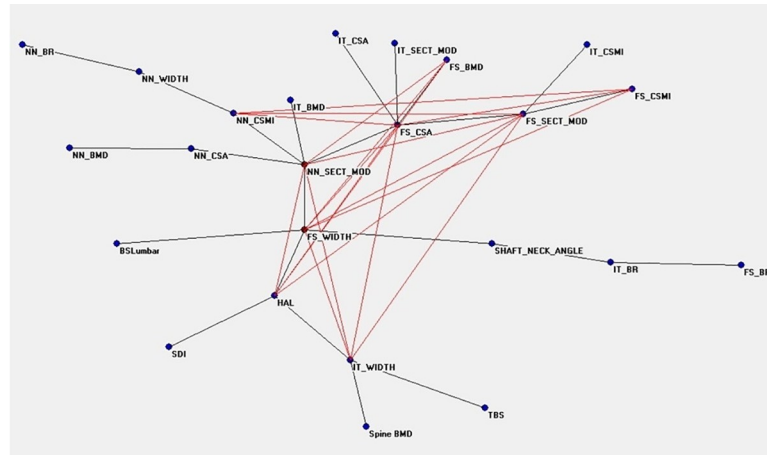 IT_CSA
IT_SECT_MOD
IT_CSMI
NN_BR
FS_BMD
NN_WIDTH
FS_CSMI
IT_BMD
NN_CSMI
FS_SECT_MOD
FS_CSA
NN_BMD
NN_CSA
NN_SECT_MOD
FS_WIDTH
BSLumbar
SHAFT_NECK_ANGLE
IT_BR
HAL
SDI
IT_WIDTH
TBS
Spine BMD